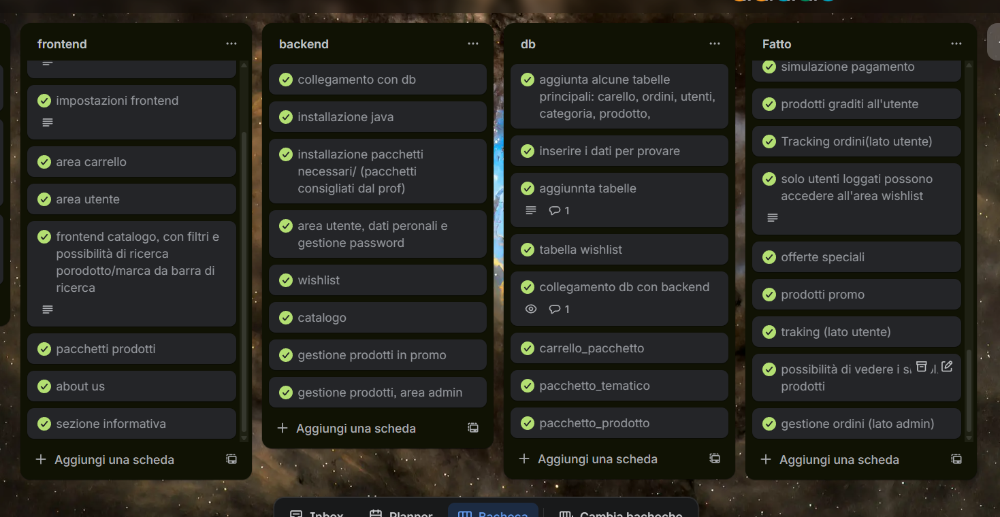 frontend
impostazioni frontend
area carrello
area utente
frontend catalogo, con filtri e
possibilità di ricerca
porodotto/marca da barra di
ricerca
pacchetti prodotti
about us
sezione informativa
Aggiungi una scheda
backend
collegamento con db
installazione java
installazione pacchetti
necessari/ (pacchetti
consigliati dal prof)
area utente, dati peronali e
gestione password
wishlist
catalogo
gestione prodotti in promo
gestione prodotti, area admin
Aggiungi una scheda
db
aggiunta alcune tabelle
principali: carello, ordini, utenti,
categoria, prodotto,
inserire i dati per provare
aggiunnta tabelle
1
tabella wishlist
collegamento db con backend
1
carrello_pacchetto
pacchetto_tematico
pacchetto_prodotto
Aggiungi una scheda
Fatto
simulazione pagamento
prodotti graditi all'utente
Tracking ordini(lato utente)
solo utenti loggati possono
accedere all'area wishlist
offerte speciali
prodotti promo
traking (lato utente)
possibilità di vedere i
prodotti
gestione ordini (lato admin)
Aggiungi una scheda
Inbox
Planner
Bacheca
Cambia bacheche